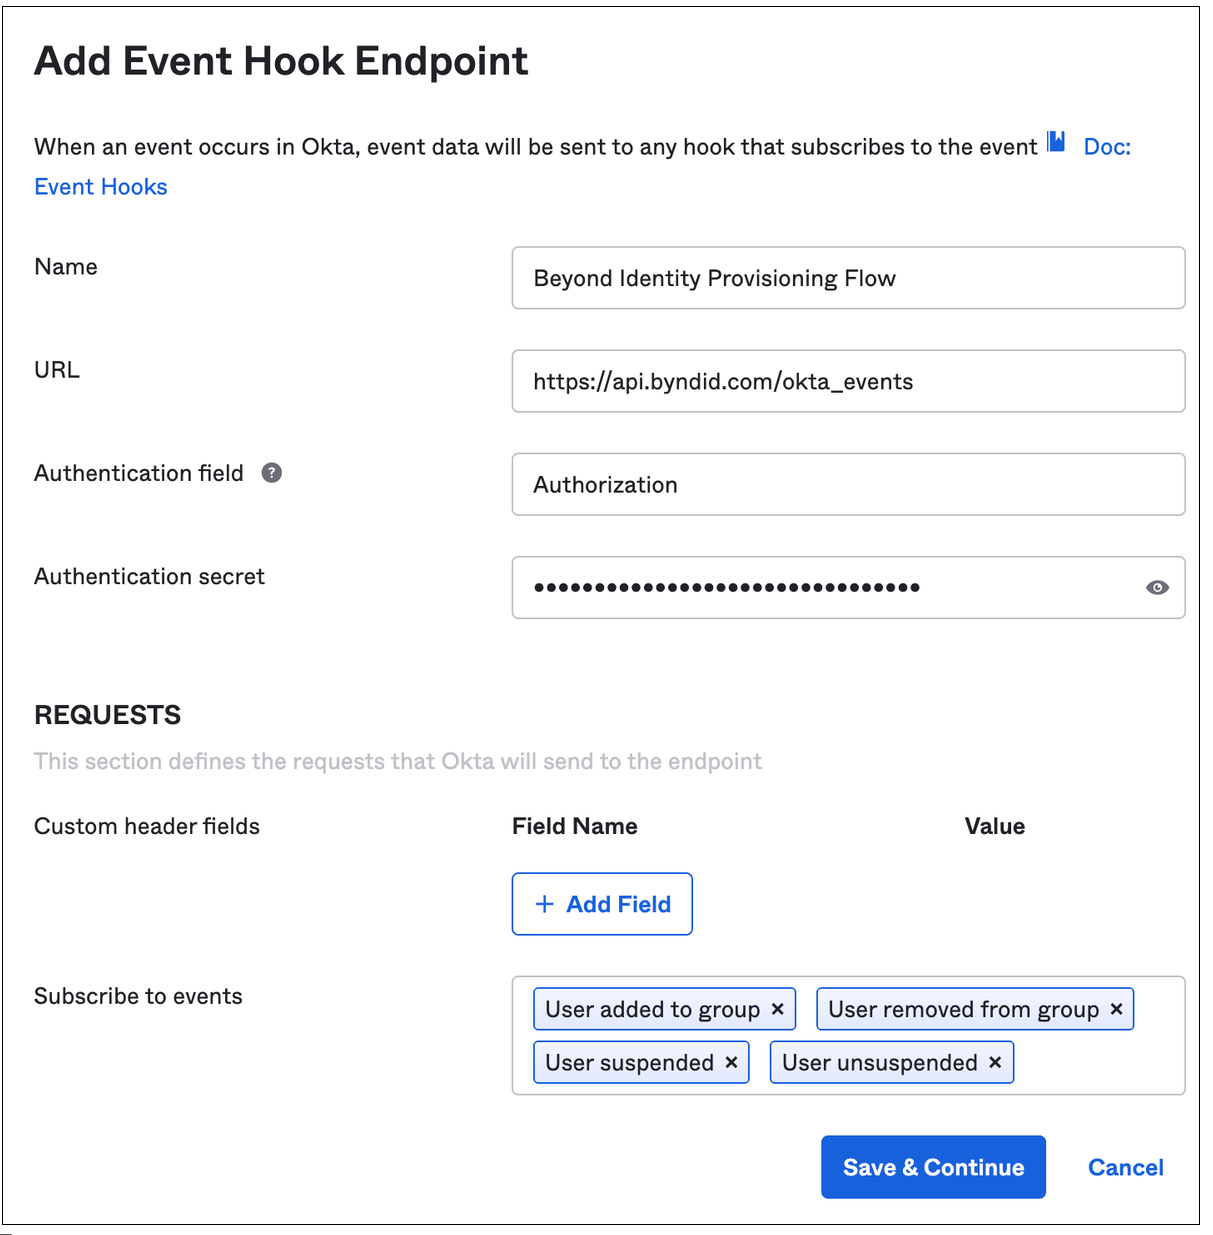 Add Event Hook Endpoint
When an event occurs in Okta, event data will be sent to any hook that subscribes to the event Doc:
Event Hooks
Name
Beyond Identity Provisioning Flow
URL
https://api.byndid.com/okta_events
Authentication field ?
Authorization
Authentication secret
••••••••••••••••••••••••••••••••
REQUESTS
This section defines the requests that Okta will send to the endpoint
Custom header fields Field Name Value
+ Add Field
Subscribe to events
User added to group × User removed from group ×
User suspended × User unsuspended ×
Save & Continue Cancel